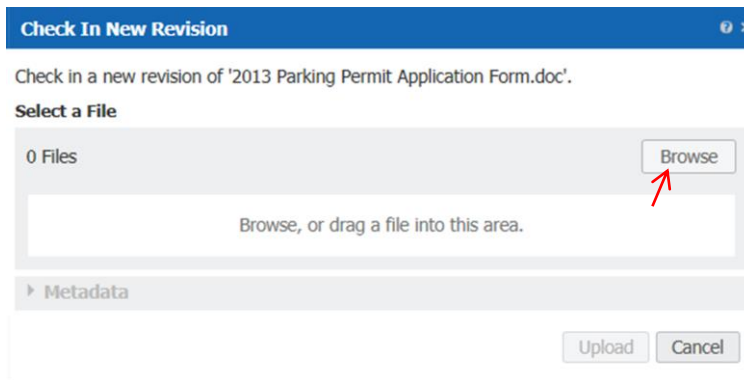 Check In New Revision
Check in a new revision of '2013 Parking Permit Application Form.doc'.
Select a File
0 Files
Browse
Browse, or drag a file into this area.
Metadata
Upload Cancel